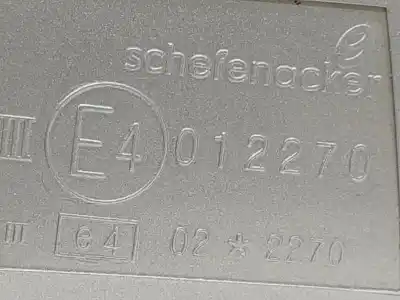 schefenacker
III E4 012270
III e4 02*2270